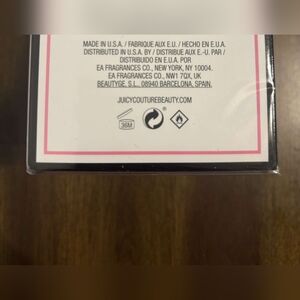 MADE IN U.S.A. / FABRIQUE AUX E.U. / HECHO EN E.U.A.
DISTRIBUTED IN U.S.A. BY / DISTRIBUE AUX E.-U. PAR /
DISTRIBUIDO EN E.U.A. POR
EA FRAGRANCES CO., NEW YORK, NY 10004.
EA FRAGRANCES CO., NW1 7QX, UK
BEAUTYGE, S.L., 08940 BARCELONA, SPAIN.
JUICYCOUTUREBEAUTY.COM
36M